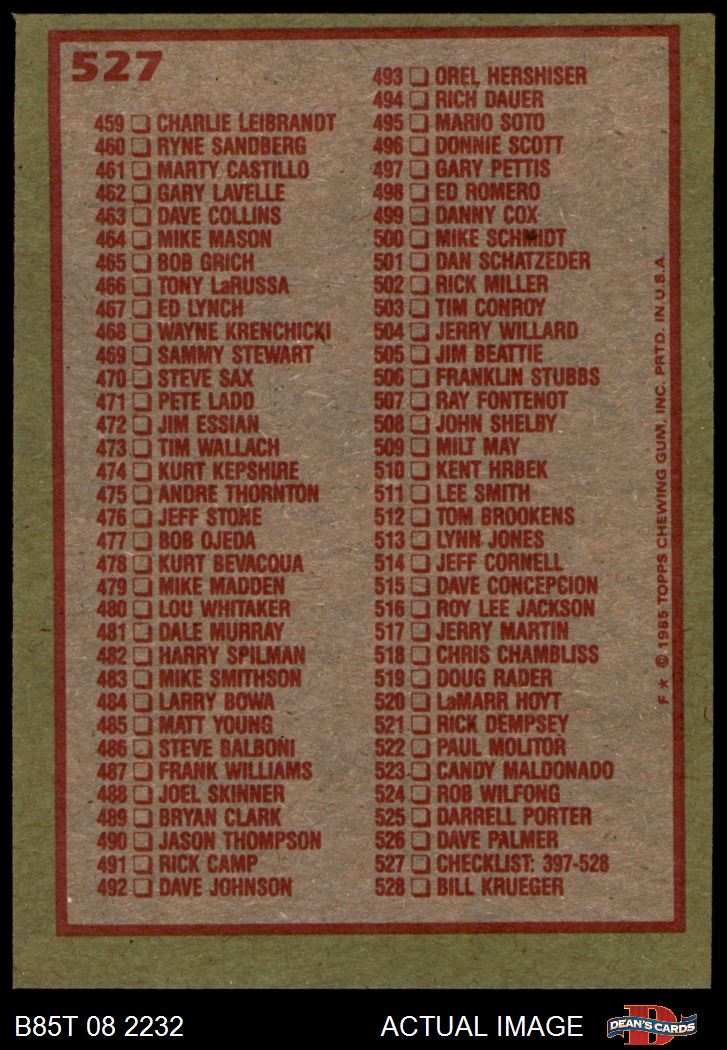 527
459 CHARLIE LEIBRANDT
460 RYNE SANDBERG
461 MARTY CASTILLO
462 GARY LAVELLE
463 DAVE COLLINS
464 MIKE MASON
465 BOB GRICH
466 TONY LaRUSSA
467 ED LYNCH
468 WAYNE KRENCHICKI
469 SAMMY STEWART
470 STEVE SAX
471 PETE LADD
472 JIM ESSIAN
473 TIM WALLACH
474 KURT KEPSHIRE
475 ANDRE THORNTON
476 JEFF STONE
477 BOB OJEDA
478 KURT BEVACQUA
479 MIKE MADDEN
480 LOU WHITAKER
481 DALE MURRAY
482 HARRY SPILMAN
483 MIKE SMITHSON
484 LARRY BOWA
485 MATT YOUNG
486 STEVE BALBONI
487 FRANK WILLIAMS
488 JOEL SKINNER
489 BRYAN CLARK
490 JASON THOMPSON
491 RICK CAMP
492 DAVE JOHNSON
493 OREL HERSHISER
494 RICH DAUER
495 MARIO SOTO
496 DONNIE SCOTT
497 GARY PETTIS
498 ED ROMERO
499 DANNY COX
500 MIKE SCHMIDT
501 DAN SCHATZEDER
502 RICK MILLER
503 TIM CONROY
504 JERRY WILLARD
505 JIM BEATTIE
506 FRANKLIN STUBBS
507 RAY FONTENOT
508 JOHN SHELBY
509 MILT MAY
510 KENT HRBEK
511 LEE SMITH
512 TOM BROOKENS
513 LYNN JONES
514 JEFF CORNELL
515 DAVE CONCEPCION
516 ROY LEE JACKSON
517 JERRY MARTIN
518 CHRIS CHAMBLISS
519 DOUG RADER
520 LaMARR HOYT
521 RICK DEMPSEY
522 PAUL MOLITOR
523 CANDY MALDONADO
524 ROB WILFONG
525 DARRELL PORTER
526 DAVE PALMER
527 CHECKLIST: 397-528
528 BILL KRUEGER
F * © 1985 TOPPS CHEWING GUM, INC. PRTD. IN U.S.A.
B85T 08 2232
ACTUAL IMAGE
D
DEAN'S CARDS